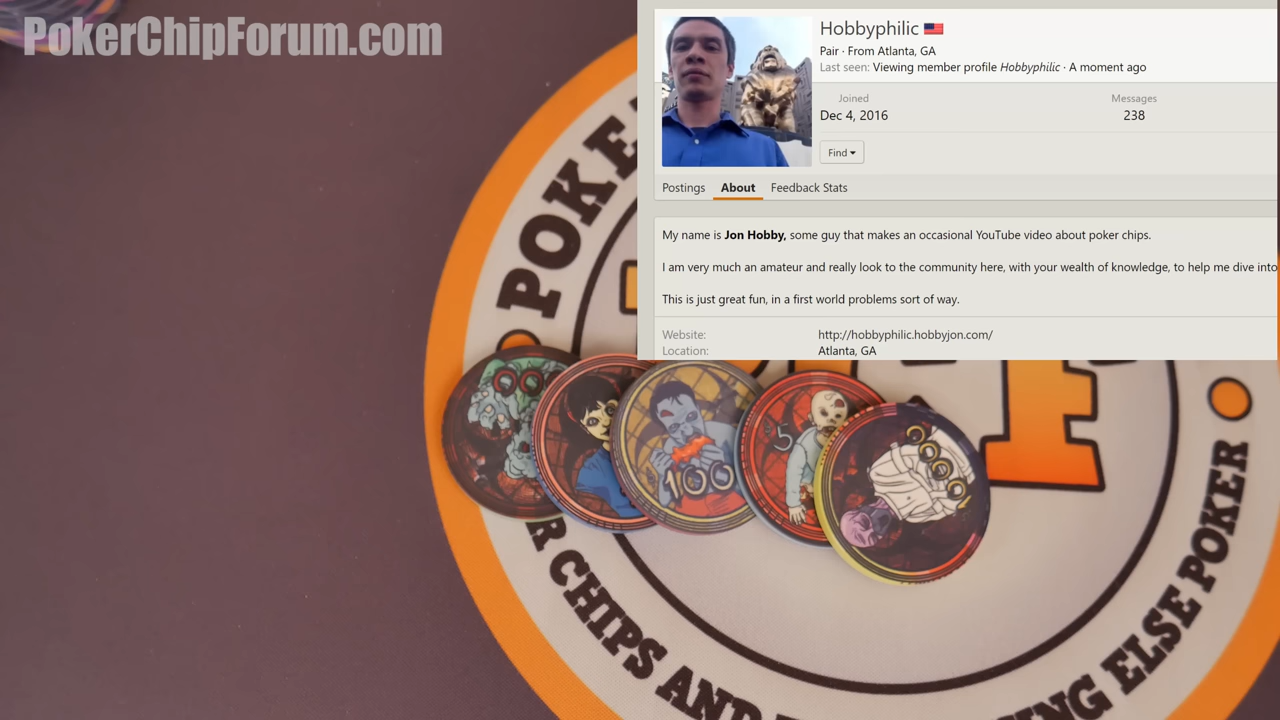 PokerChipForum.com
Hobbyphilic
Pair · From Atlanta, GA
Last seen: Viewing member profile Hobbyphilic · A moment ago
Joined
Messages
Dec 4, 2016
238
Find
Postings About Feedback Stats
My name is Jon Hobby, some guy that makes an occasional YouTube video about poker chips.
I am very much an amateur and really look to the community here, with your wealth of knowledge, to help me dive into
This is just great fun, in a first world problems sort of way.
Website: http://hobbyphilic.hobbyjon.com/
Location: Atlanta, GA
POKE
100
5
R CHIPS AND
ING ELSE POKER